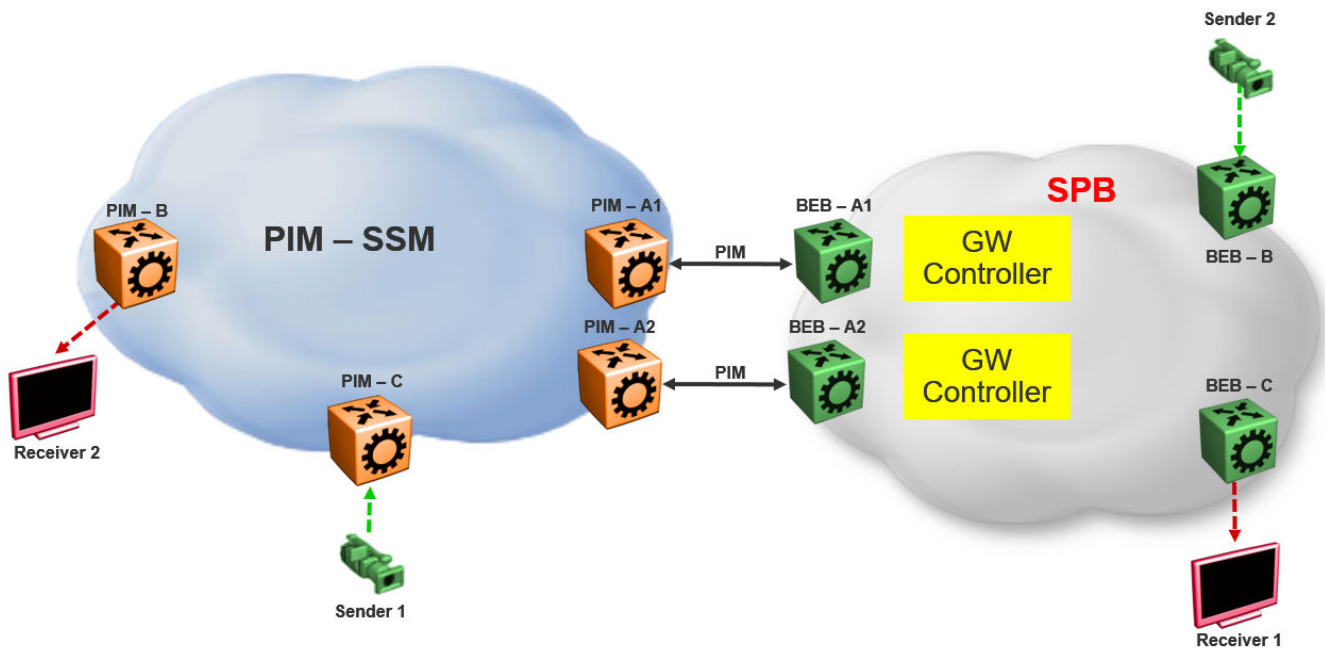 Sender 2
SPB
PIM – B
PIM – A1
BEB – A1
PIM – SSM
PIM
GW
Controller
BEB – B
PIM – A2
BEB – A2
PIM – C
PIM
GW
Controller
BEB – C
Receiver 2
Sender 1
Receiver 1